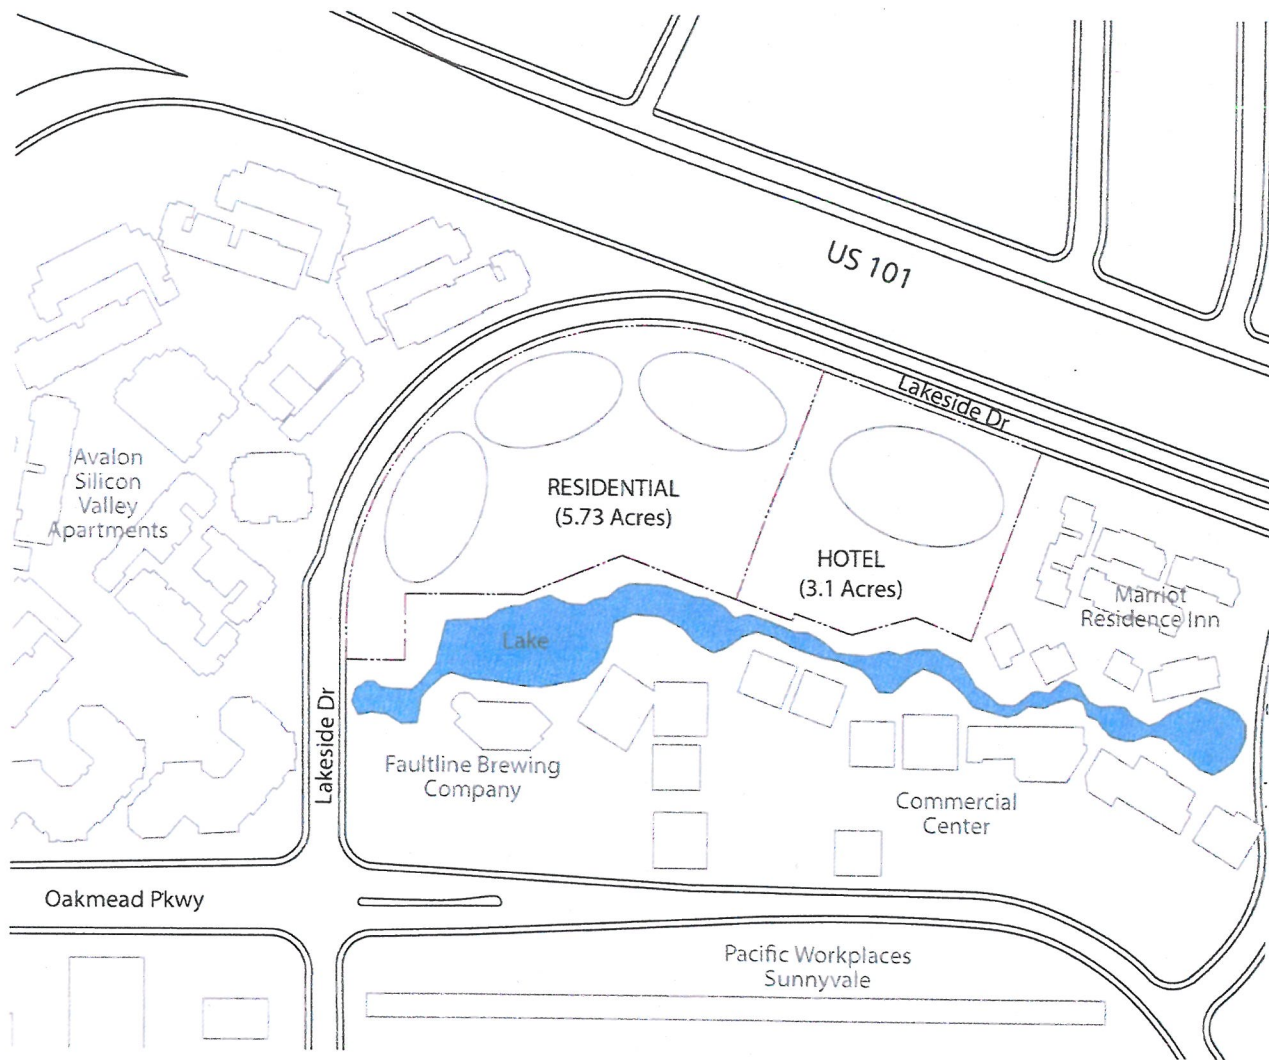 US 101
Lakeside Dr
Avalon
Silicon
Valley
Apartments
RESIDENTIAL
(5.73 Acres)
HOTEL
(3.1 Acres)
Marriot
Residence Inn
Lake
Lakeside Dr
Faultline Brewing
Company
Commercial
Center
Oakmead Pkwy
Pacific Workplaces
Sunnyvale